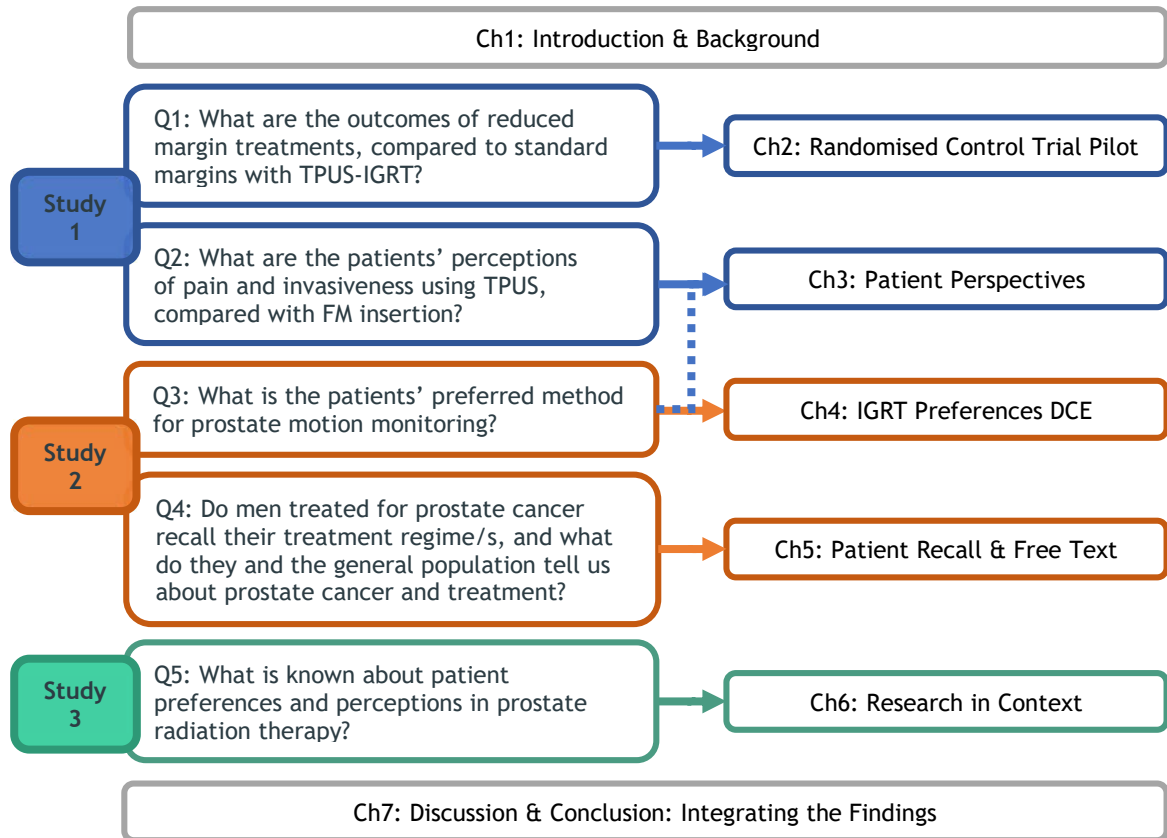 Ch1: Introduction & Background
Study
1
Q1: What are the outcomes of reduced
margin treatments, compared to standard
margins with TPUS-IGRT?
Ch2: Randomised Control Trial Pilot
Q2: What are the patients’ perceptions
of pain and invasiveness using TPUS,
compared with FM insertion?
Ch3: Patient Perspectives
Study
2
Q3: What is the patients’ preferred method
for prostate motion monitoring?
Ch4: IGRT Preferences DCE
Q4: Do men treated for prostate cancer
recall their treatment regime/s, and what
do they and the general population tell us
about prostate cancer and treatment?
Ch5: Patient Recall & Free Text
Study
3
Q5: What is known about patient
preferences and perceptions in prostate
radiation therapy?
Ch6: Research in Context
Ch7: Discussion & Conclusion: Integrating the Findings